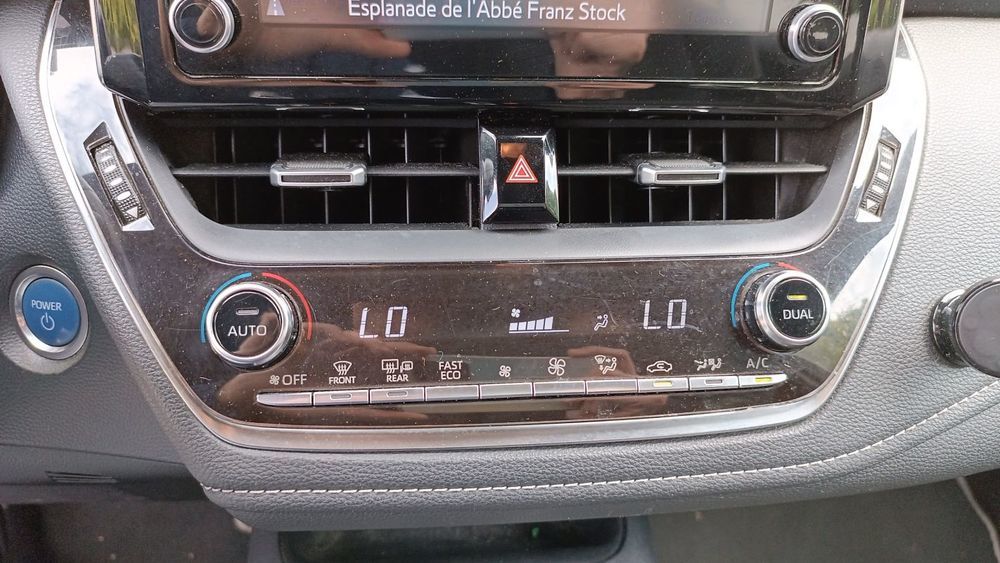 Esplanade de l'Abbé Franz Stock
POWER
AUTO
LO
LO
DUAL
OFF
FRONT
REAR
FAST
ECO
A/C